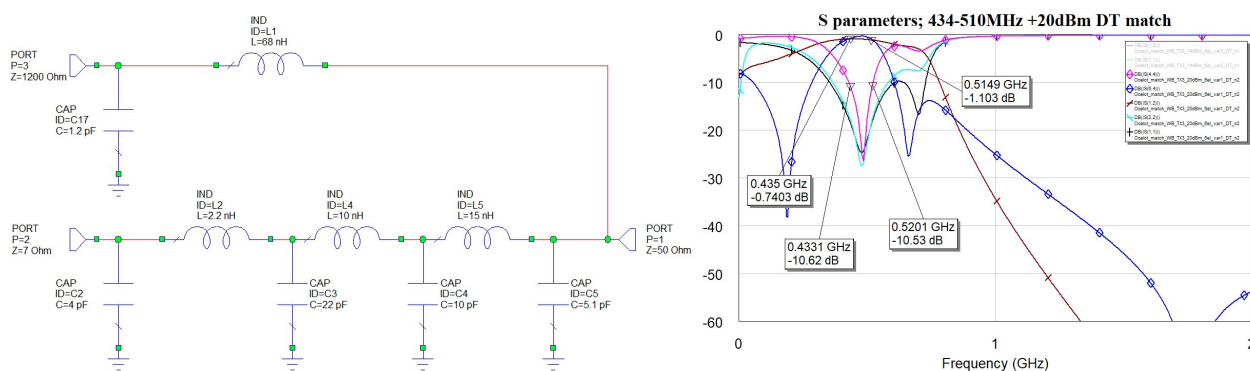 IND
ID=L1
L=68 nH
PORT
P=3
Z=1200 Ohm
CAP
ID=C17
C=1.2 pF
IND
ID=L2
L=2.2 nH
IND
ID=L4
L=10 nH
IND
ID=L5
L=15 nH
PORT
P=2
Z=7 Ohm
PORT
P=1
Z=50 Ohm
CAP
ID=C2
C=4 pF
CAP
ID=C3
C=22 pF
CAP
ID=C4
C=10 pF
CAP
ID=C5
C=5.1 pF
S parameters; 434-510MHz +20dBm DT match
0
-10
-20
-30
-40
-50
-60
0 1 2
Frequency (GHz)
0.5149 GHz
-1.103 dB
0.435 GHz
-0.7403 dB
0.4331 GHz
-10.62 dB
0.5201 GHz
-10.53 dB